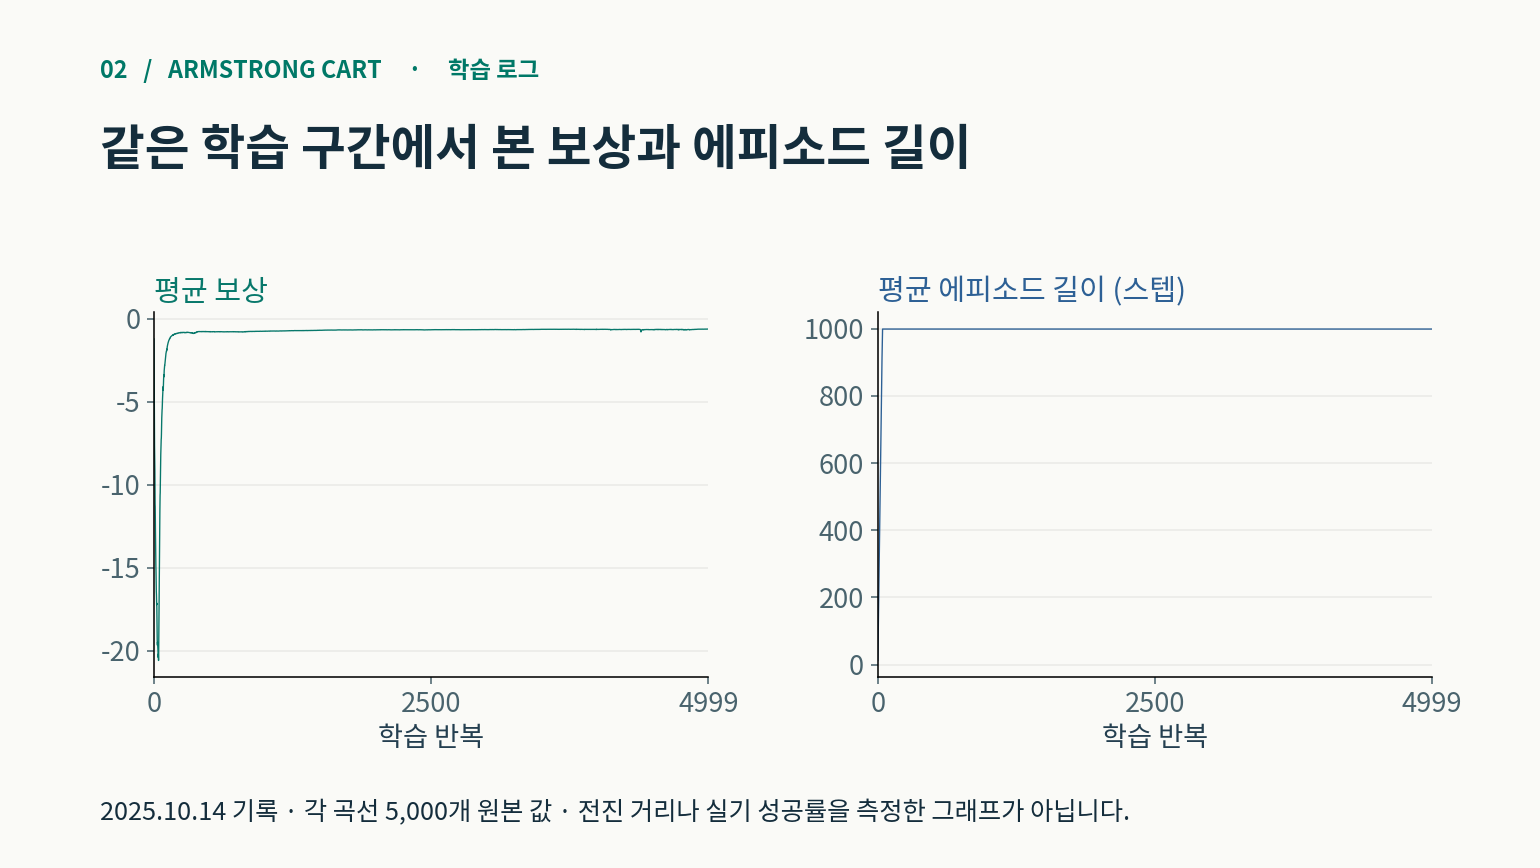 02 / ARMSTRONG CART · 학습 로그
같은 학습 구간에서 본 보상과 에피소드 길이
평균 보상
0
-5
-10
-15
-20
0 2500 4999
학습 반복
평균 에피소드 길이 (스텝)
1000
800
600
400
200
0
0 2500 4999
학습 반복
2025.10.14 기록 · 각 곡선 5,000개 원본 값 · 전진 거리나 실기 성공률을 측정한 그래프가 아닙니다.